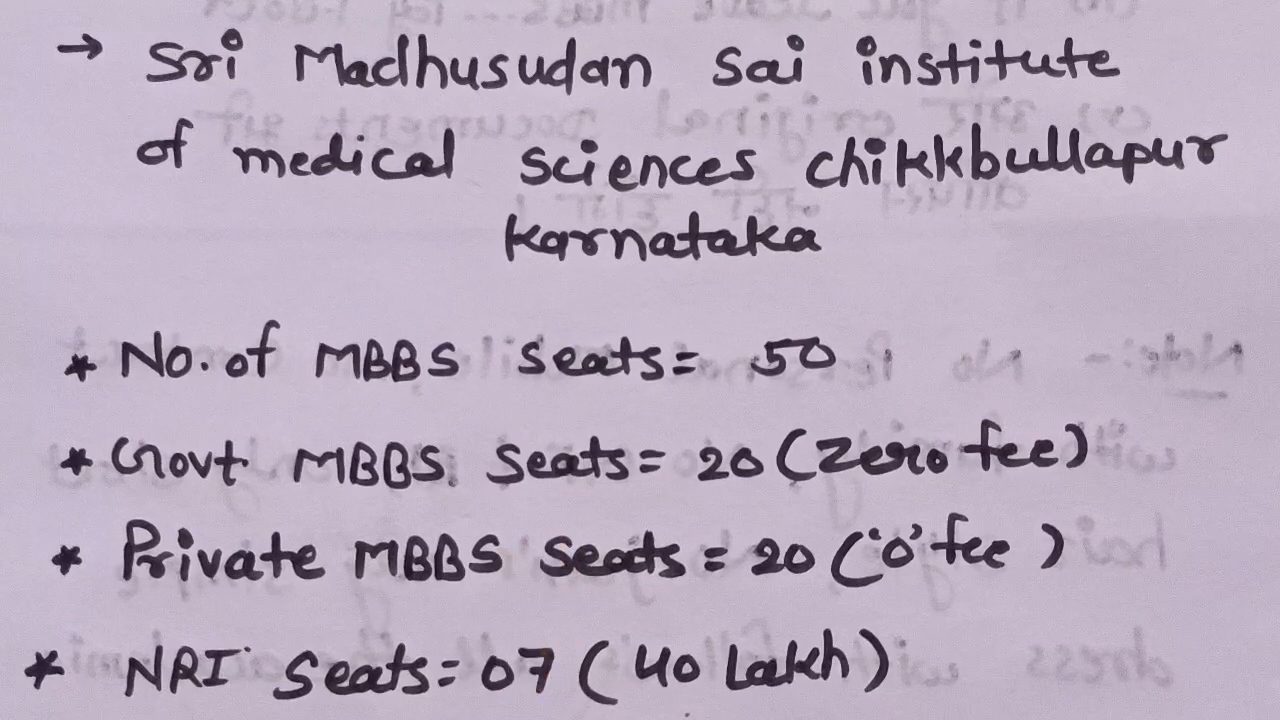 → Sri Madhusudan Sai institute
of medical sciences chikkbullapur
Karnataka
* No. of MBBS seats= 50
* Govt MBBS seats= 20 (Zero fee)
* Private MBBS seats = 20 ('0' fee)
* NRI seats= 07 (40 Lakh)